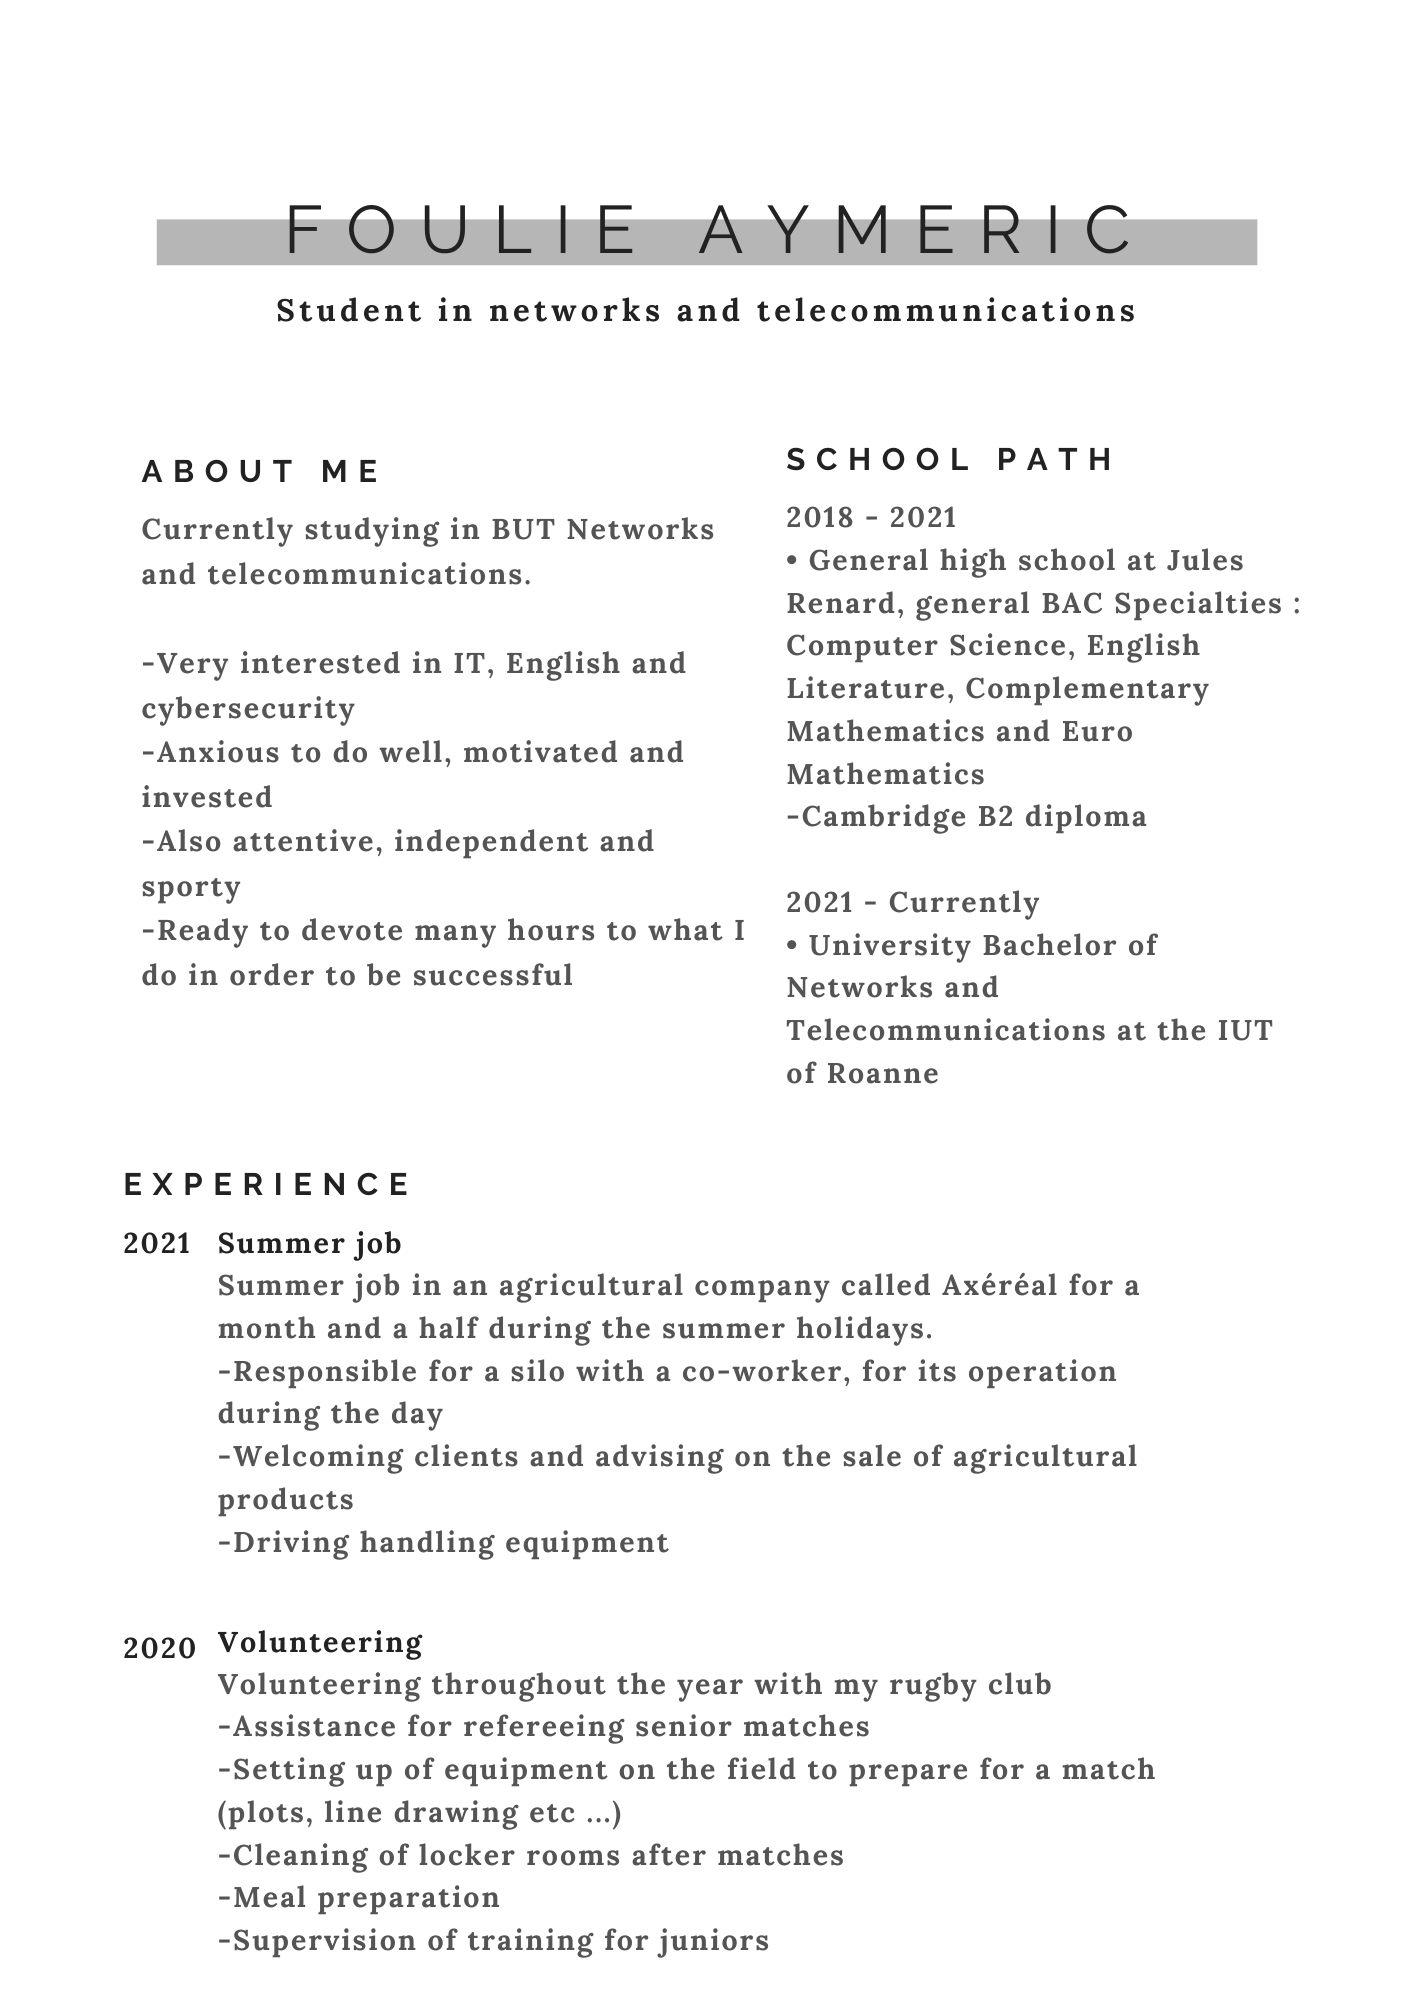 FOULIE AYMERIC
Student in networks and telecommunications
ABOUT ME
Currently studying in BUT Networks
and telecommunications.
-Very interested in IT, English and
cybersecurity
-Anxious to do well, motivated and
invested
-Also attentive, independent and
sporty
-Ready to devote many hours to what I
do in order to be successful
SCHOOL PATH
2018 - 2021
• General high school at Jules
Renard, general BAC Specialties :
Computer Science, English
Literature, Complementary
Mathematics and Euro
Mathematics
-Cambridge B2 diploma
2021 - Currently
• University Bachelor of
Networks and
Telecommunications at the IUT
of Roanne
EXPERIENCE
2021 Summer job
Summer job in an agricultural company called Axéréal for a
month and a half during the summer holidays.
-Responsible for a silo with a co-worker, for its operation
during the day
-Welcoming clients and advising on the sale of agricultural
products
-Driving handling equipment
2020 Volunteering
Volunteering throughout the year with my rugby club
-Assistance for refereeing senior matches
-Setting up of equipment on the field to prepare for a match
(plots, line drawing etc ...)
-Cleaning of locker rooms after matches
-Meal preparation
-Supervision of training for juniors